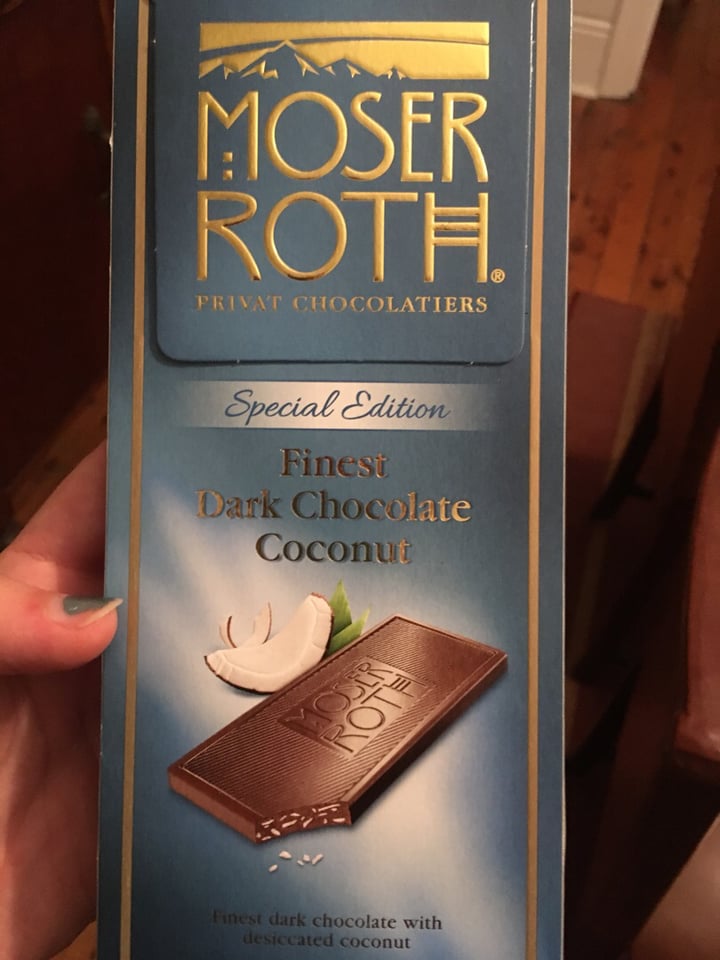 MOSER
ROTH®
PRIVAT CHOCOLATIERS
Special Edition
Finest
Dark Chocolate
Coconut
MOSER
ROTH
Finest dark chocolate with
desiccated coconut